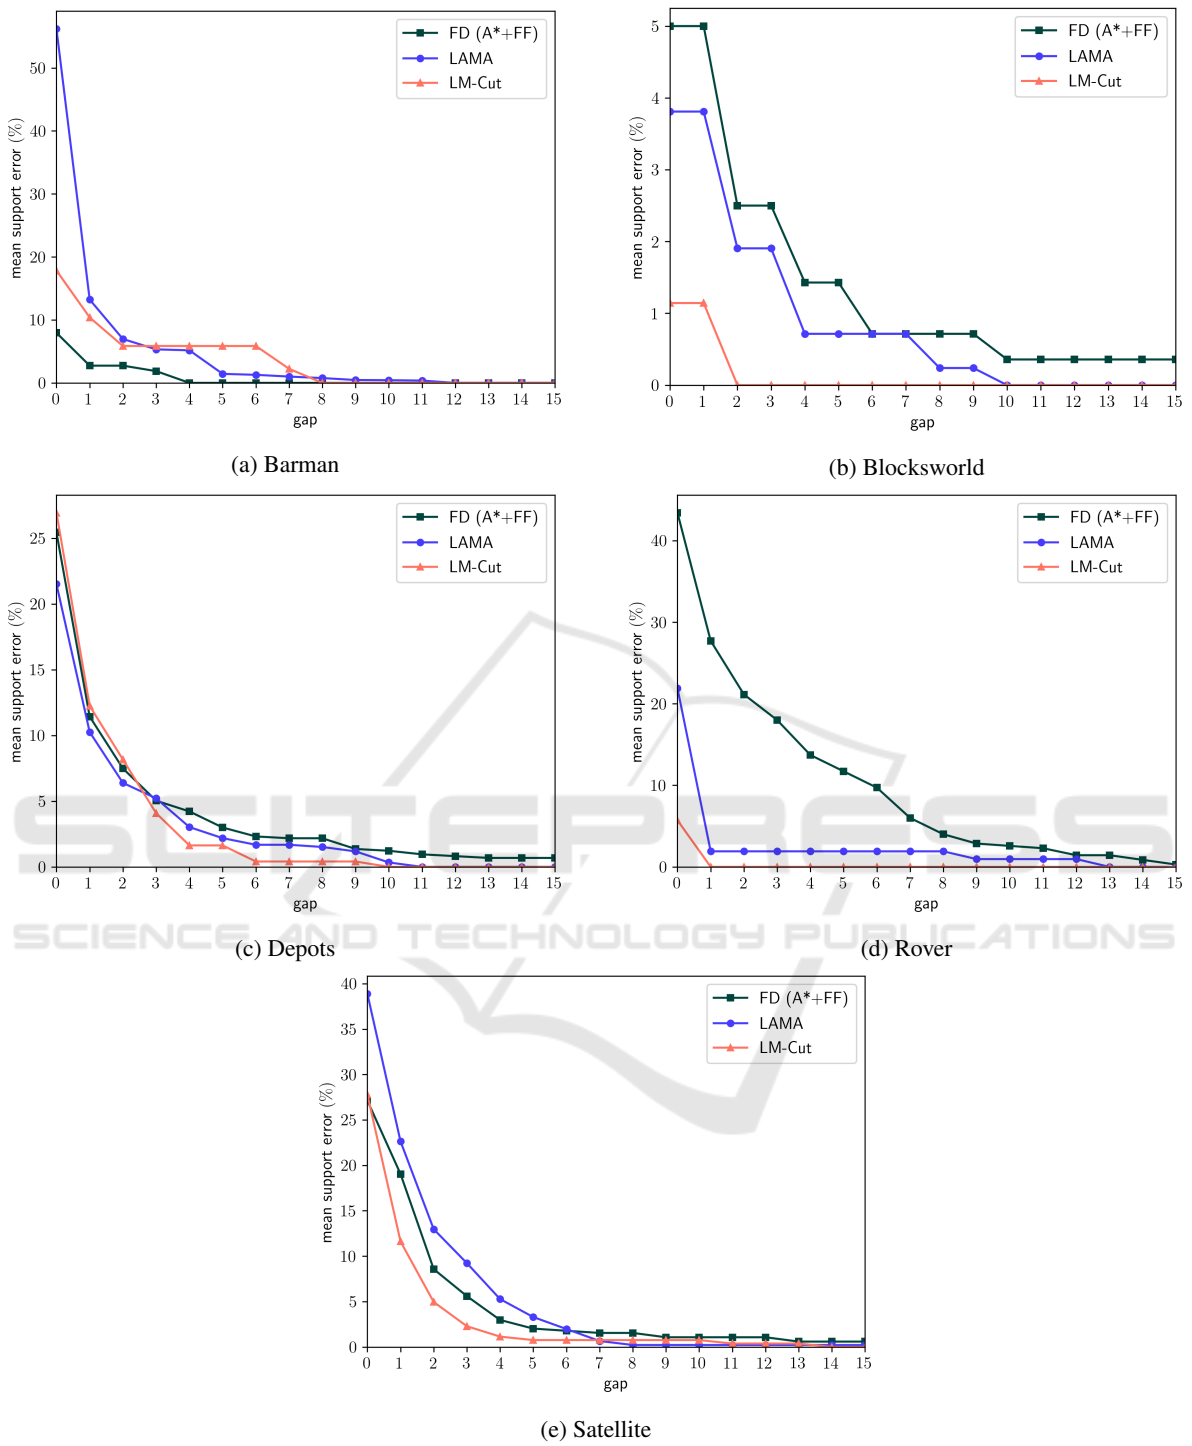 FD (A*+FF)
LAMA
LM-Cut
mean support error (%)
50
40
30
20
10
0
0 1 2 3 4 5 6 7 8 9 10 11 12 13 14 15
gap
(a) Barman
FD (A*+FF)
LAMA
LM-Cut
mean support error (%)
5
4
3
2
1
0
0 1 2 3 4 5 6 7 8 9 10 11 12 13 14 15
gap
(b) Blocksworld
FD (A*+FF)
LAMA
LM-Cut
mean support error (%)
25
20
15
10
5
0
0 1 2 3 4 5 6 7 8 9 10 11 12 13 14 15
gap
(c) Depots
FD (A*+FF)
LAMA
LM-Cut
mean support error (%)
40
30
20
10
0
0 1 2 3 4 5 6 7 8 9 10 11 12 13 14 15
gap
(d) Rover
SCITEPRESS
SCIENCE AND TECHNOLOGY PUBLICATIONS
FD (A*+FF)
LAMA
LM-Cut
mean support error (%)
40
35
30
25
20
15
10
5
0
0 1 2 3 4 5 6 7 8 9 10 11 12 13 14 15
gap
(e) Satellite